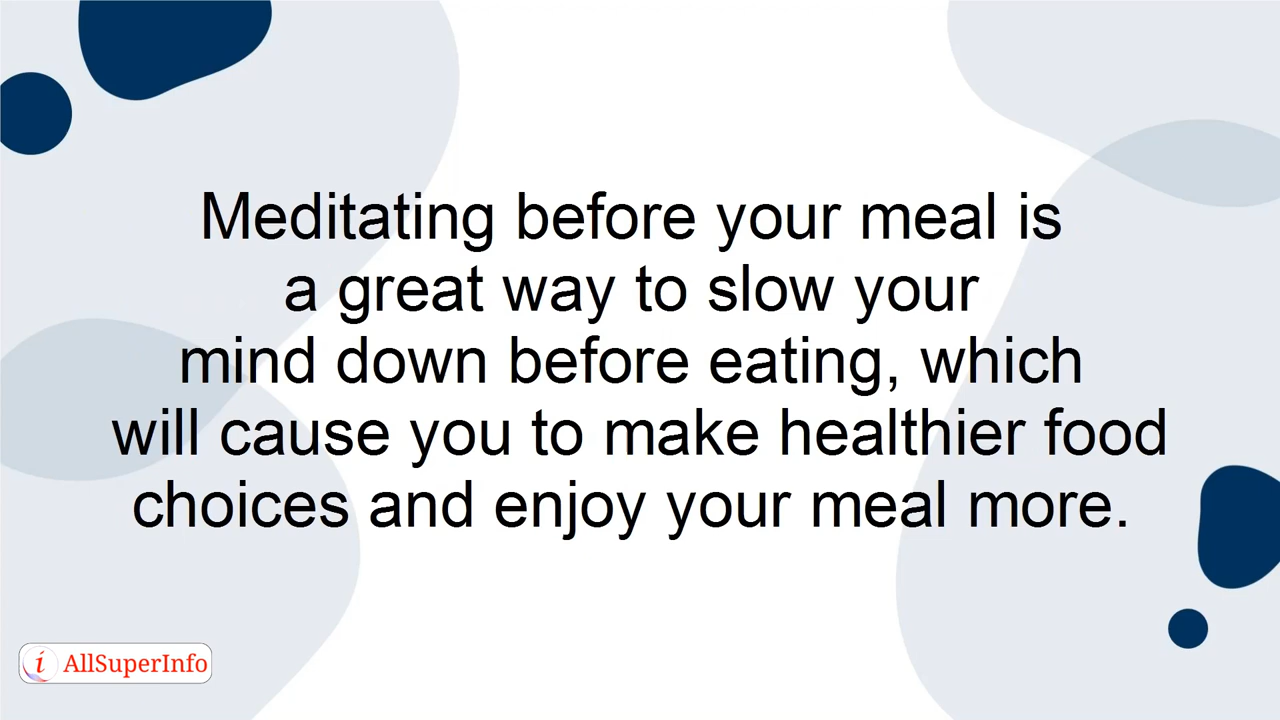 Meditating before your meal is
a great way to slow your
mind down before eating, which
will cause you to make healthier food
choices and enjoy your meal more.
i AllSuperInfo